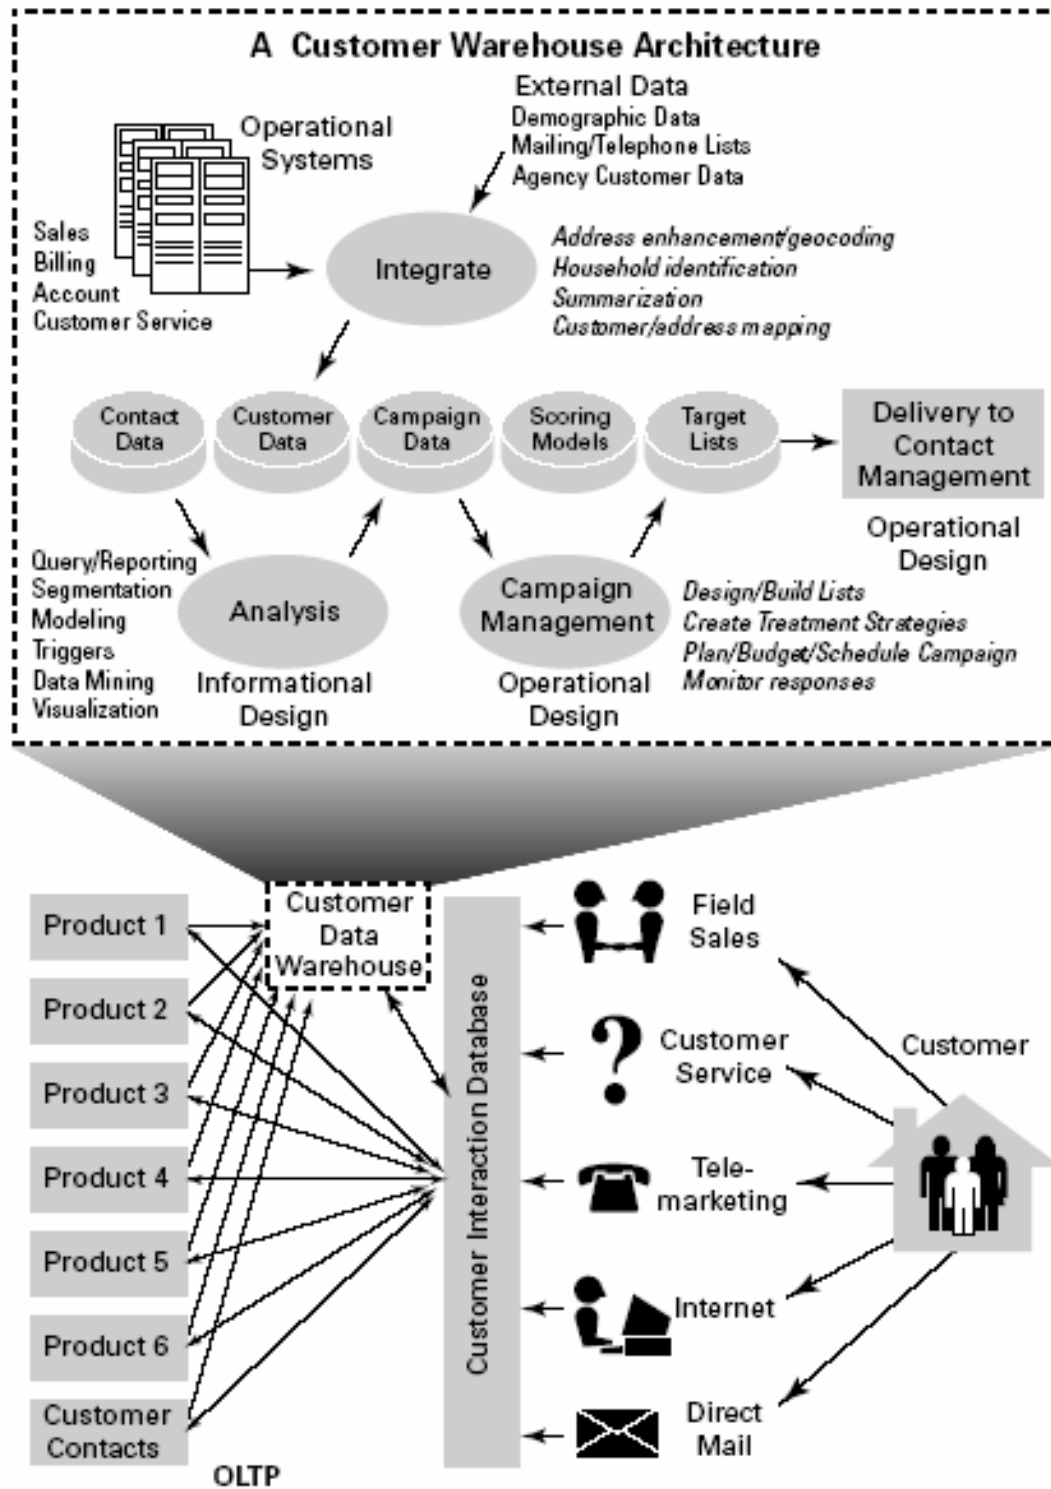 A Customer Warehouse Architecture
External Data
Demographic Data
Mailing/Telephone Lists
Agency Customer Data
Operational
Systems
Sales
Billing
Account
Customer Service
Integrate
Address enhancement/geocoding
Household identification
Summarization
Customer/address mapping
Contact
Data
Customer
Data
Campaign
Data
Scoring
Models
Target
Lists
Delivery to
Contact
Management
Operational
Design
Query/Reporting
Segmentation
Modeling
Triggers
Data Mining
Visualization
Analysis
Informational
Design
Campaign
Management
Operational
Design
Design/Build Lists
Create Treatment Strategies
Plan/Budget/Schedule Campaign
Monitor responses
Product 1
Product 2
Product 3
Product 4
Product 5
Product 6
Customer
Contacts
OLTP
Customer
Data
Warehouse
Customer Interaction Database
Field
Sales
Customer
Service
Tele-
marketing
Internet
Direct
Mail
Customer